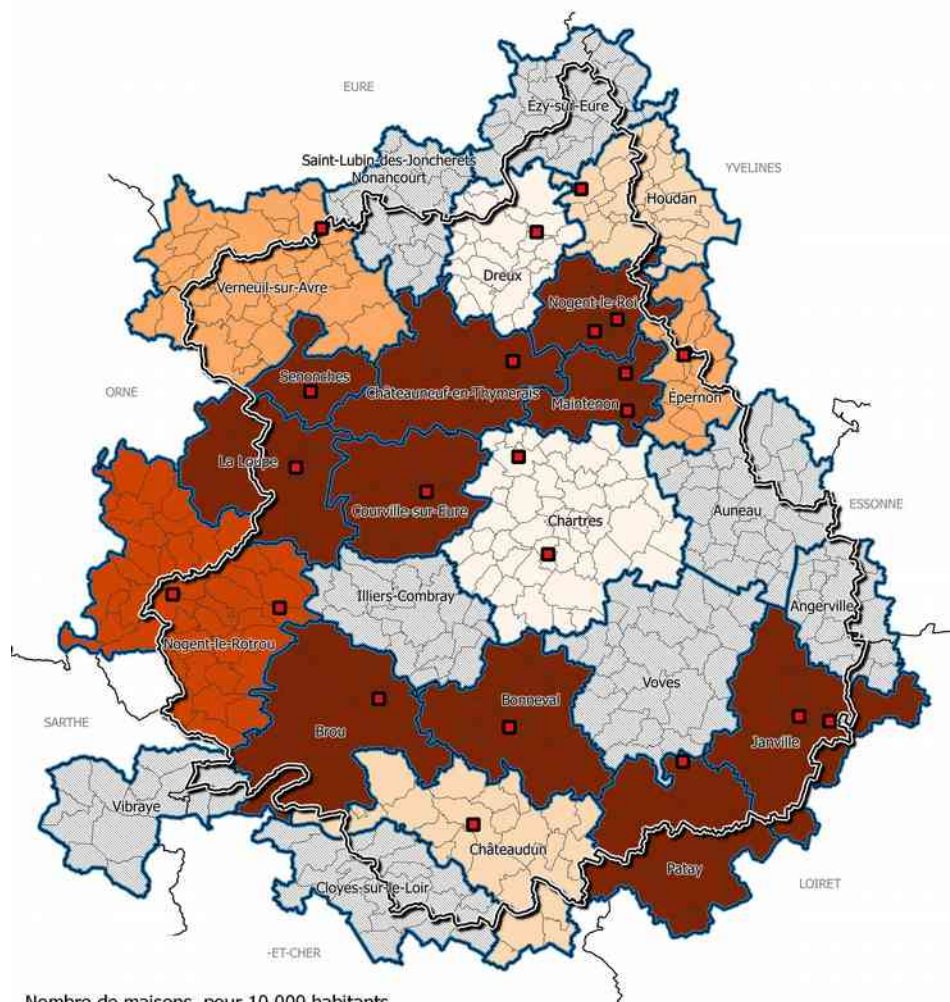 EURE
Ézy-sur-Eure
Saint-Lubin-des-Joncherets
Nonancourt
YVELINES
Houdan
Dreux
Verneuil-sur-Avre
Nogent-le-Roi
Senonches
Châteauneuf-en-Thymerais
Maintenon
Épernon
ORNE
La Loupe
Courville-sur-Eure
Chartres
Auneau
ESSONNE
Illiers-Combray
Angerville
Nogent-le-Rotrou
Voves
Bonneval
SARTHE
Brou
Janville
Vibraye
Châteaudun
Patay
Cloyes-sur-le-Loir
LOIRET
-ET-CHER
Nombre de maisons, pour 10 000 habitants